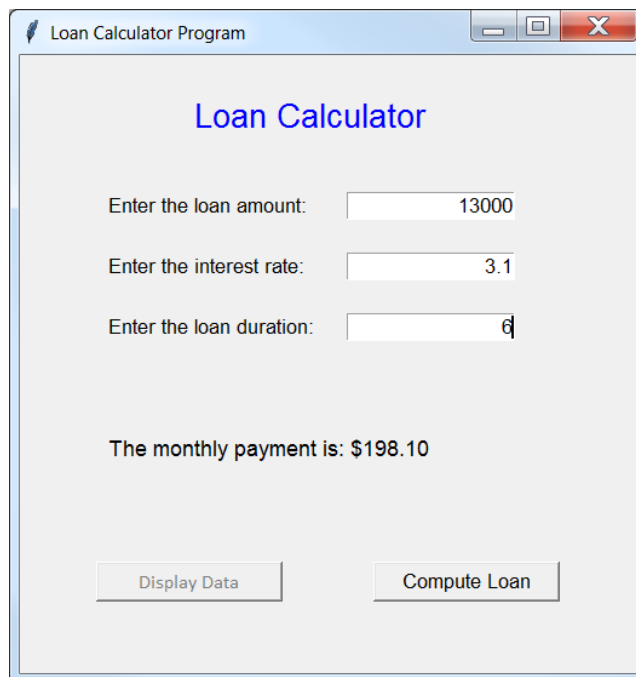 Loan Calculator Program
Loan Calculator
Enter the loan amount: 13000
Enter the interest rate: 3.1
Enter the loan duration: 6
The monthly payment is: $198.10
Display Data Compute Loan